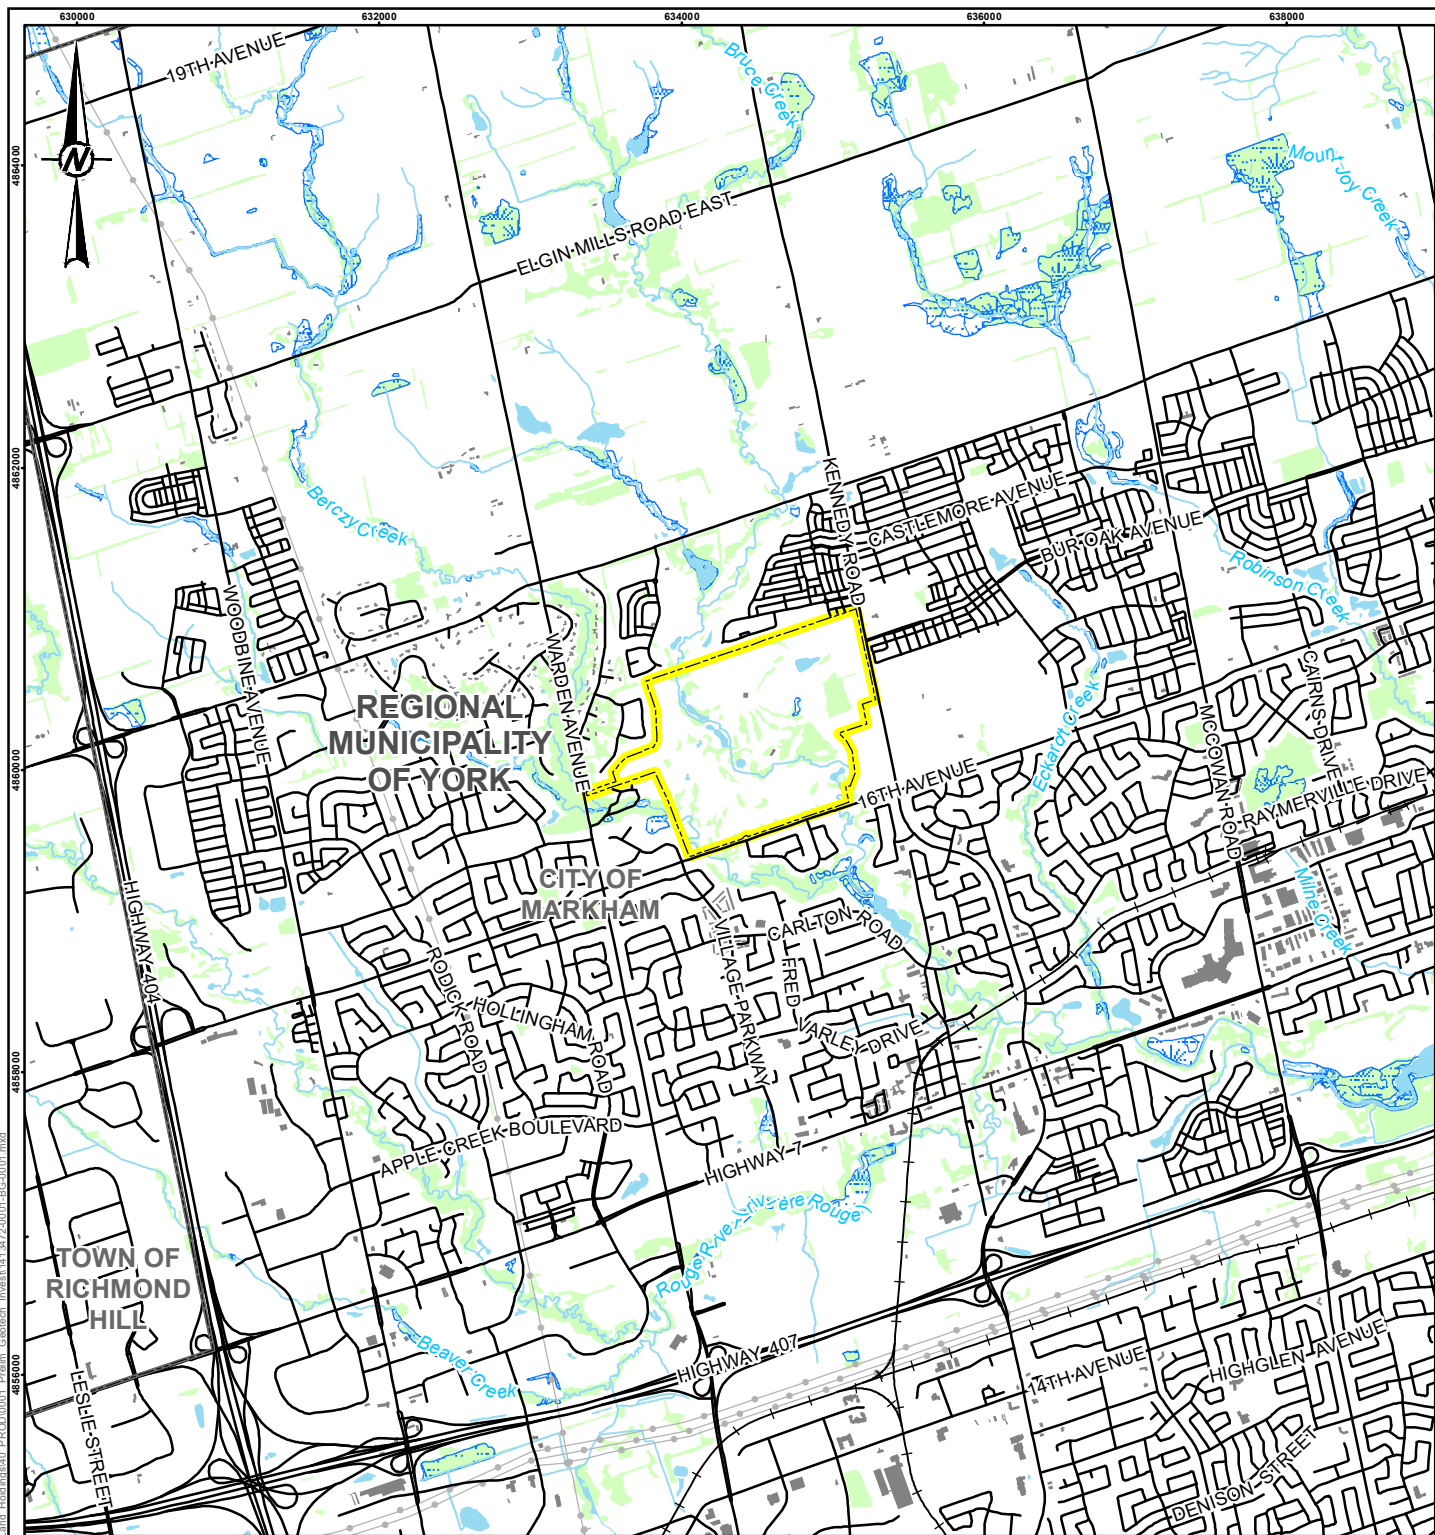 630000
632000
634000
636000
638000
19TH AVENUE
Bruce Creek
N
4864000
Mount Joy Creek
ELGIN MILLS ROAD EAST
4862000
KENNEDY ROAD
CASTLEMORE AVENUE
BUR OAK AVENUE
Berczy Creek
Robinson Creek
WOODBINE AVENUE
WARDEN AVENUE
CAIRNS DRIVE
REGIONAL
MUNICIPALITY
OF YORK
Eckardt Creek
MCCOWAN ROAD
4860000
16TH AVENUE
RAYMERVILLE DRIVE
CITY OF
MARKHAM
HIGHWAY 404
Milne Creek
VILLAGE PARKWAY
CARLTON ROAD
FRED VARLEY DRIVE
RODICK ROAD
HOLLINGHAM ROAD
4858000
APPLE CREEK BOULEVARD
HIGHWAY 7
Rouge River
TOWN OF
RICHMOND
HILL
Beaver Creek
HIGHWAY 407
4856000
14TH AVENUE
HIGHGLEN AVENUE
LESLIE STREET
DENISON STREET